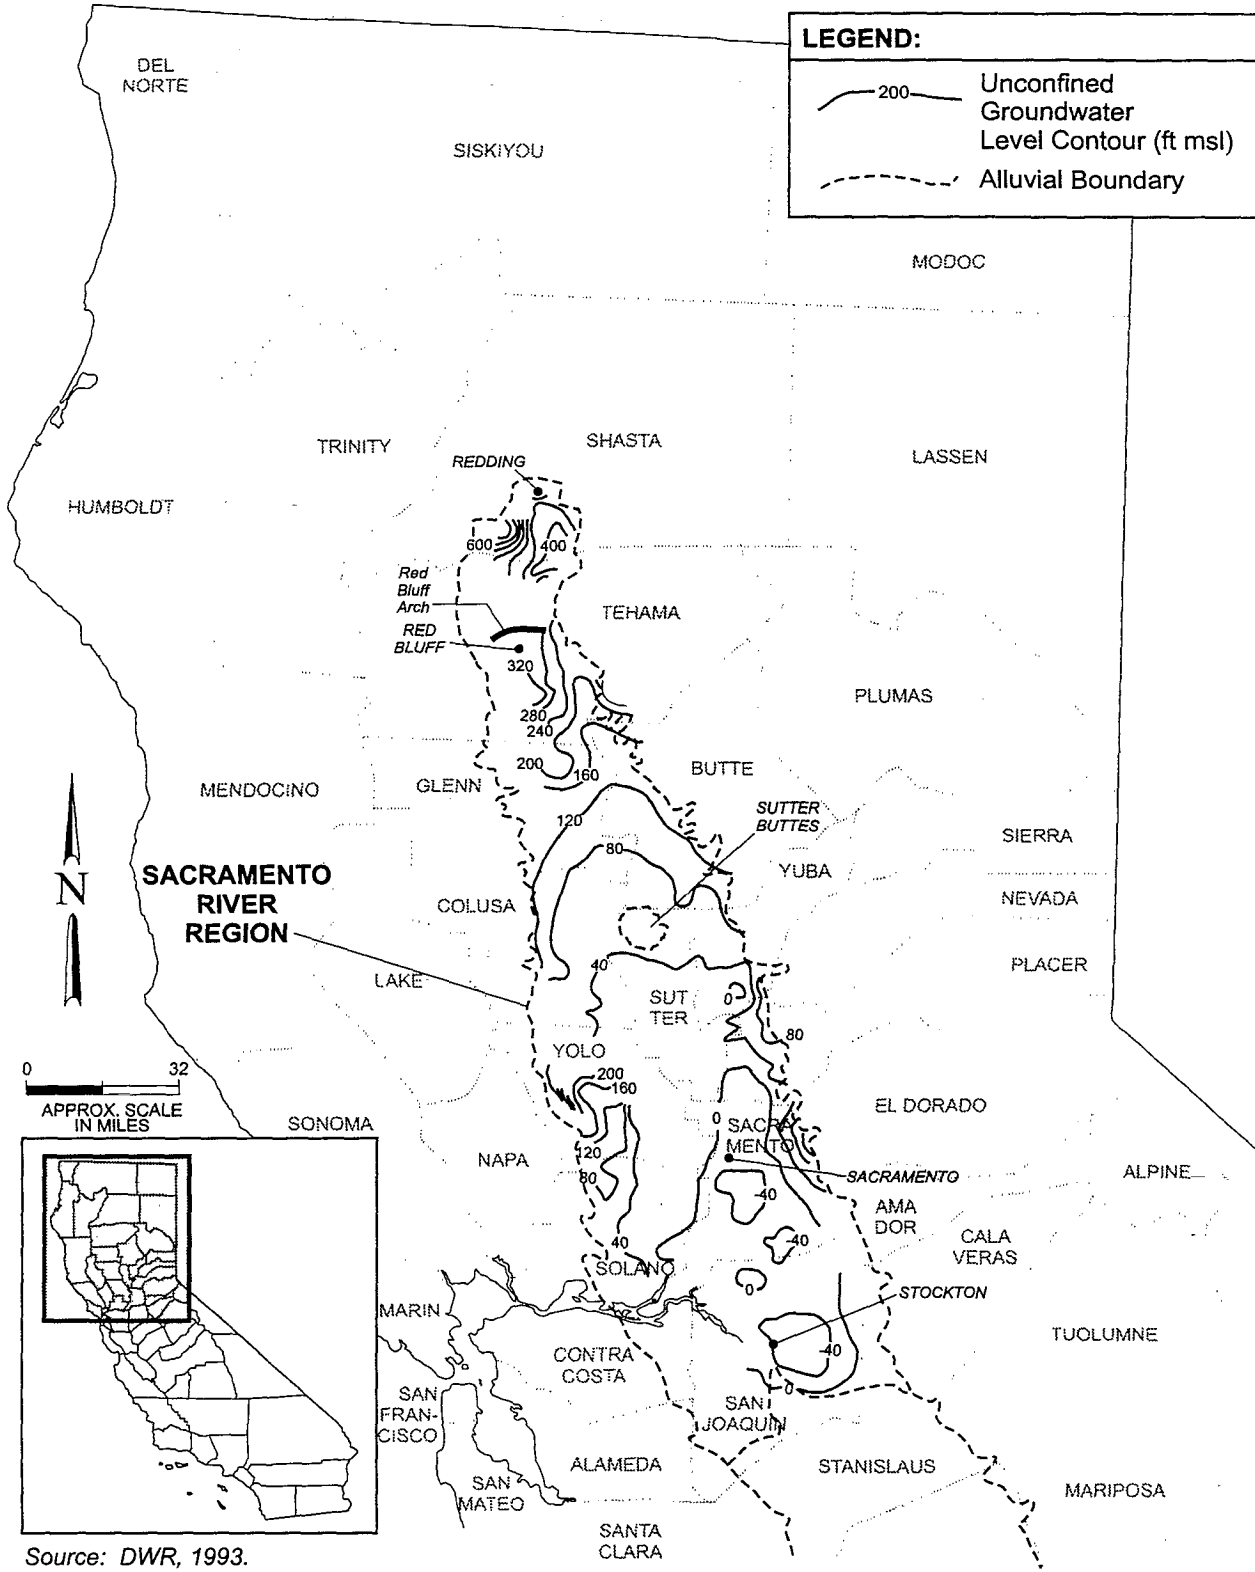 LEGEND:
200
Unconfined
Groundwater
Level Contour (ft msl)
Alluvial Boundary
DEL
NORTE
SISKIYOU
MODOC
TRINITY
SHASTA
LASSEN
REDDING
HUMBOLDT
600
400
Red
Bluff
Arch
TEHAMA
RED
BLUFF
320
PLUMAS
280
240
200
160
BUTTE
MENDOCINO
GLENN
SUTTER
BUTTES
120
80
SIERRA
YUBA
N
SACRAMENTO
RIVER
REGION
COLUSA
NEVADA
40
PLACER
LAKE
0
SUT
TER
80
YOLO
200
160
0
32
APPROX. SCALE
IN MILES
EL DORADO
SONOMA
0
SACRA
MENTO
NAPA
120
80
SACRAMENTO
ALPINE
-40
AMA
DOR
CALA
VERAS
40
-40
SOLANO
0
STOCKTON
MARIN
TUOLUMNE
-40
CONTRA
COSTA
0
SAN
FRAN-
CISCO
SAN
JOAQUIN
ALAMEDA
STANISLAUS
SAN
MATEO
MARIPOSA
SANTA
CLARA
Source: DWR, 1993.